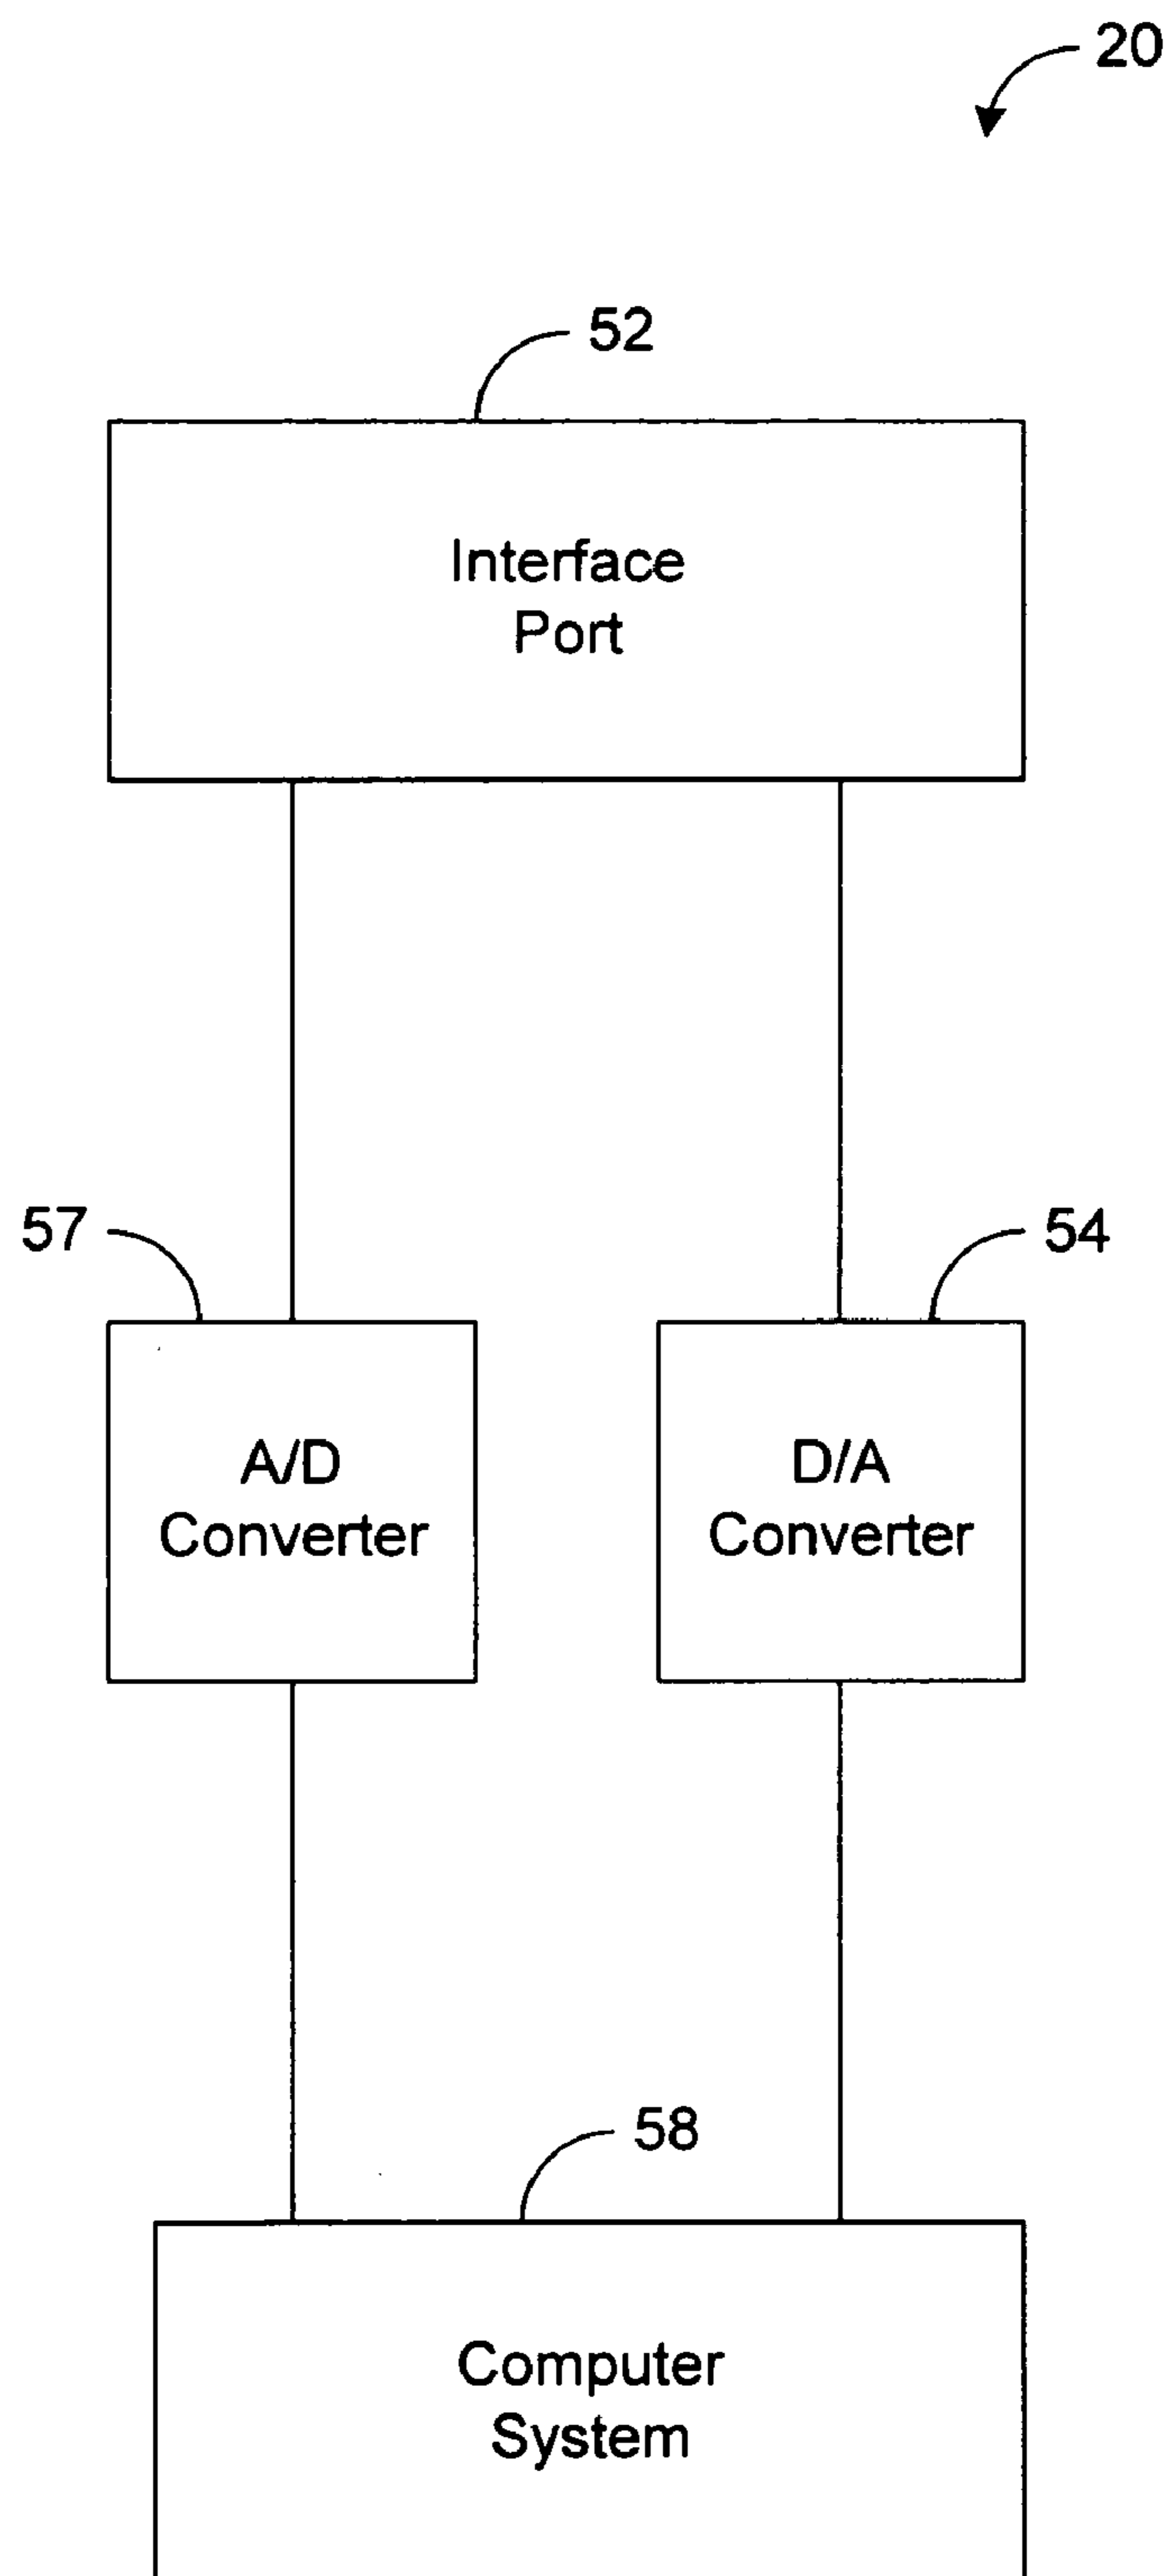 20
52
Interface
Port
57
54
A/D
Converter
D/A
Converter
58
Computer
System